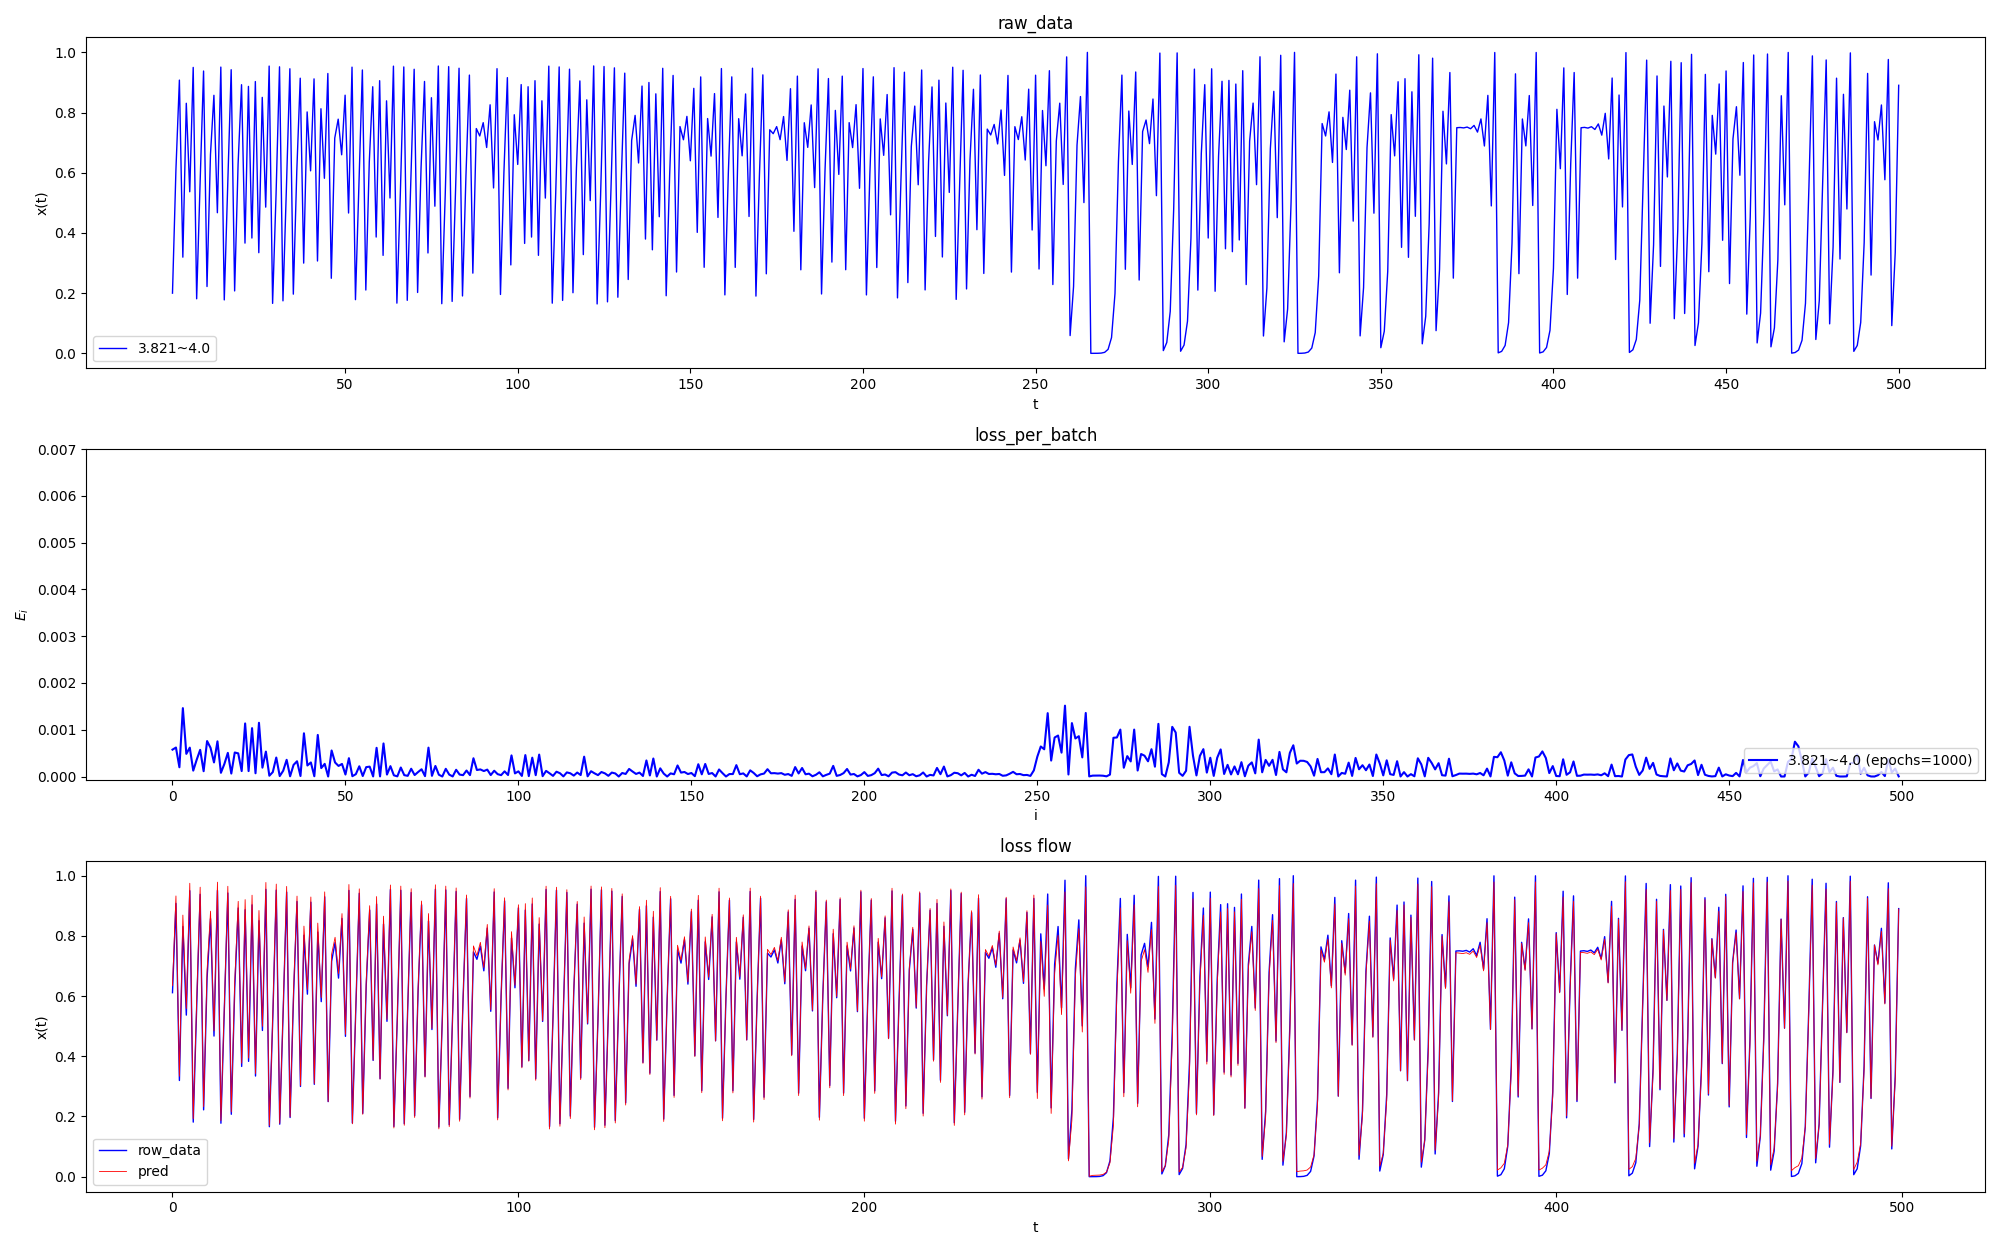 raw_data
x(t)
1.0
0.8
0.6
0.4
0.2
0.0
3.821~4.0
50 100 150 200 250 300 350 400 450 500
t
loss_per_batch
E_i
0.007
0.006
0.005
0.004
0.003
0.002
0.001
0.000
3.821~4.0 (epochs=1000)
0 50 100 150 200 250 300 350 400 450 500
i
loss flow
x(t)
1.0
0.8
0.6
0.4
0.2
0.0
row_data
pred
0 100 200 300 400 500
t